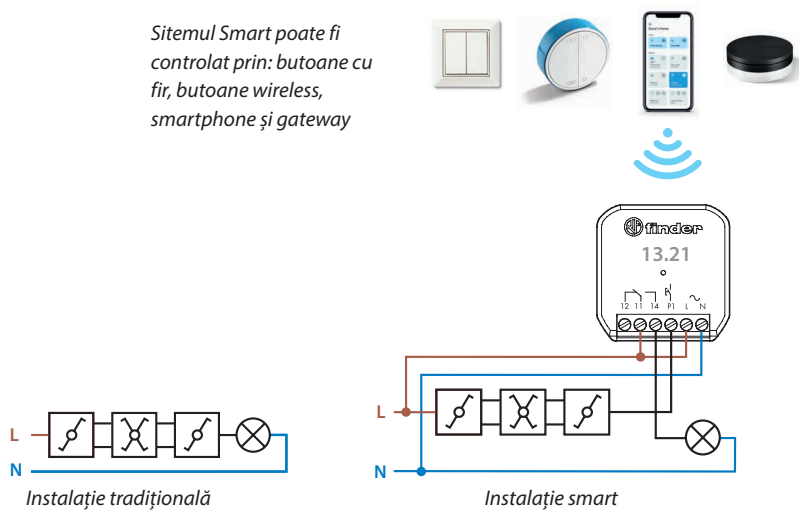 Sitemul Smart poate fi
controlat prin: butoane cu
fir, butoane wireless,
smartphone și gateway
finder
13.21
12 11 14 P1 L N
L
N
Instalație tradițională
L
N
Instalație smart